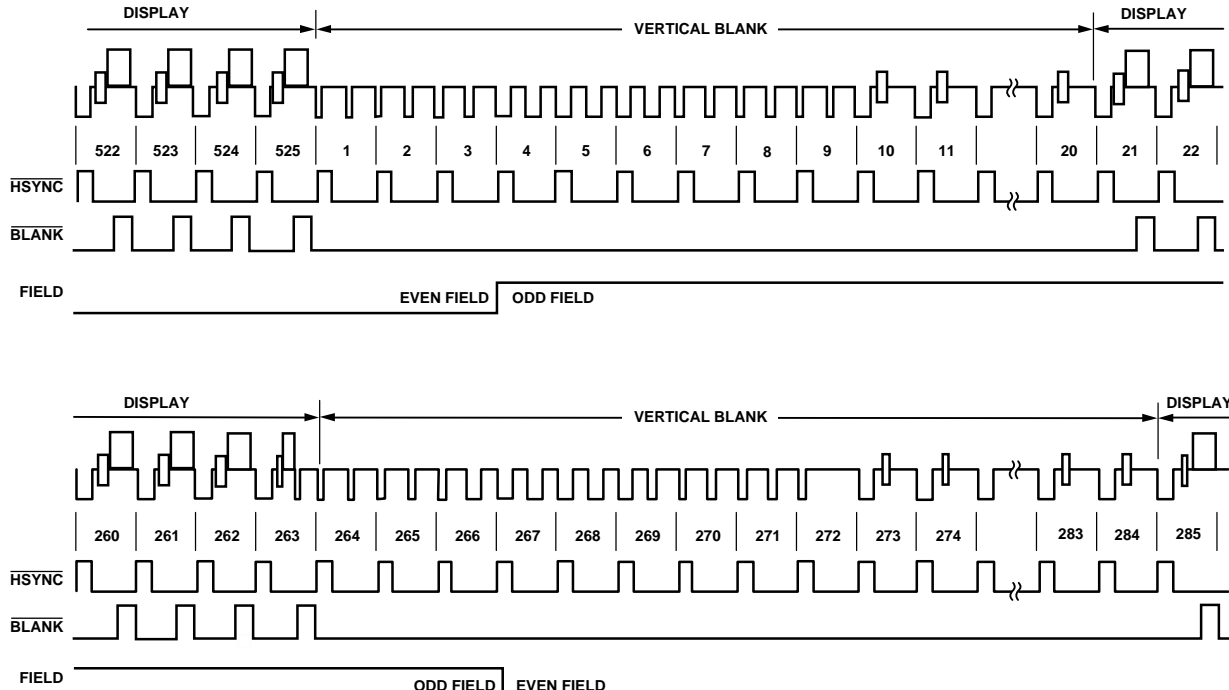 DISPLAY VERTICAL BLANK DISPLAY
522 523 524 525 1 2 3 4 5 6 7 8 9 10 11 20 21 22
HSYNC
BLANK
FIELD EVEN FIELD ODD FIELD
DISPLAY VERTICAL BLANK DISPLAY
260 261 262 263 264 265 266 267 268 269 270 271 272 273 274 283 284 285
HSYNC
BLANK
FIELD ODD FIELD EVEN FIELD